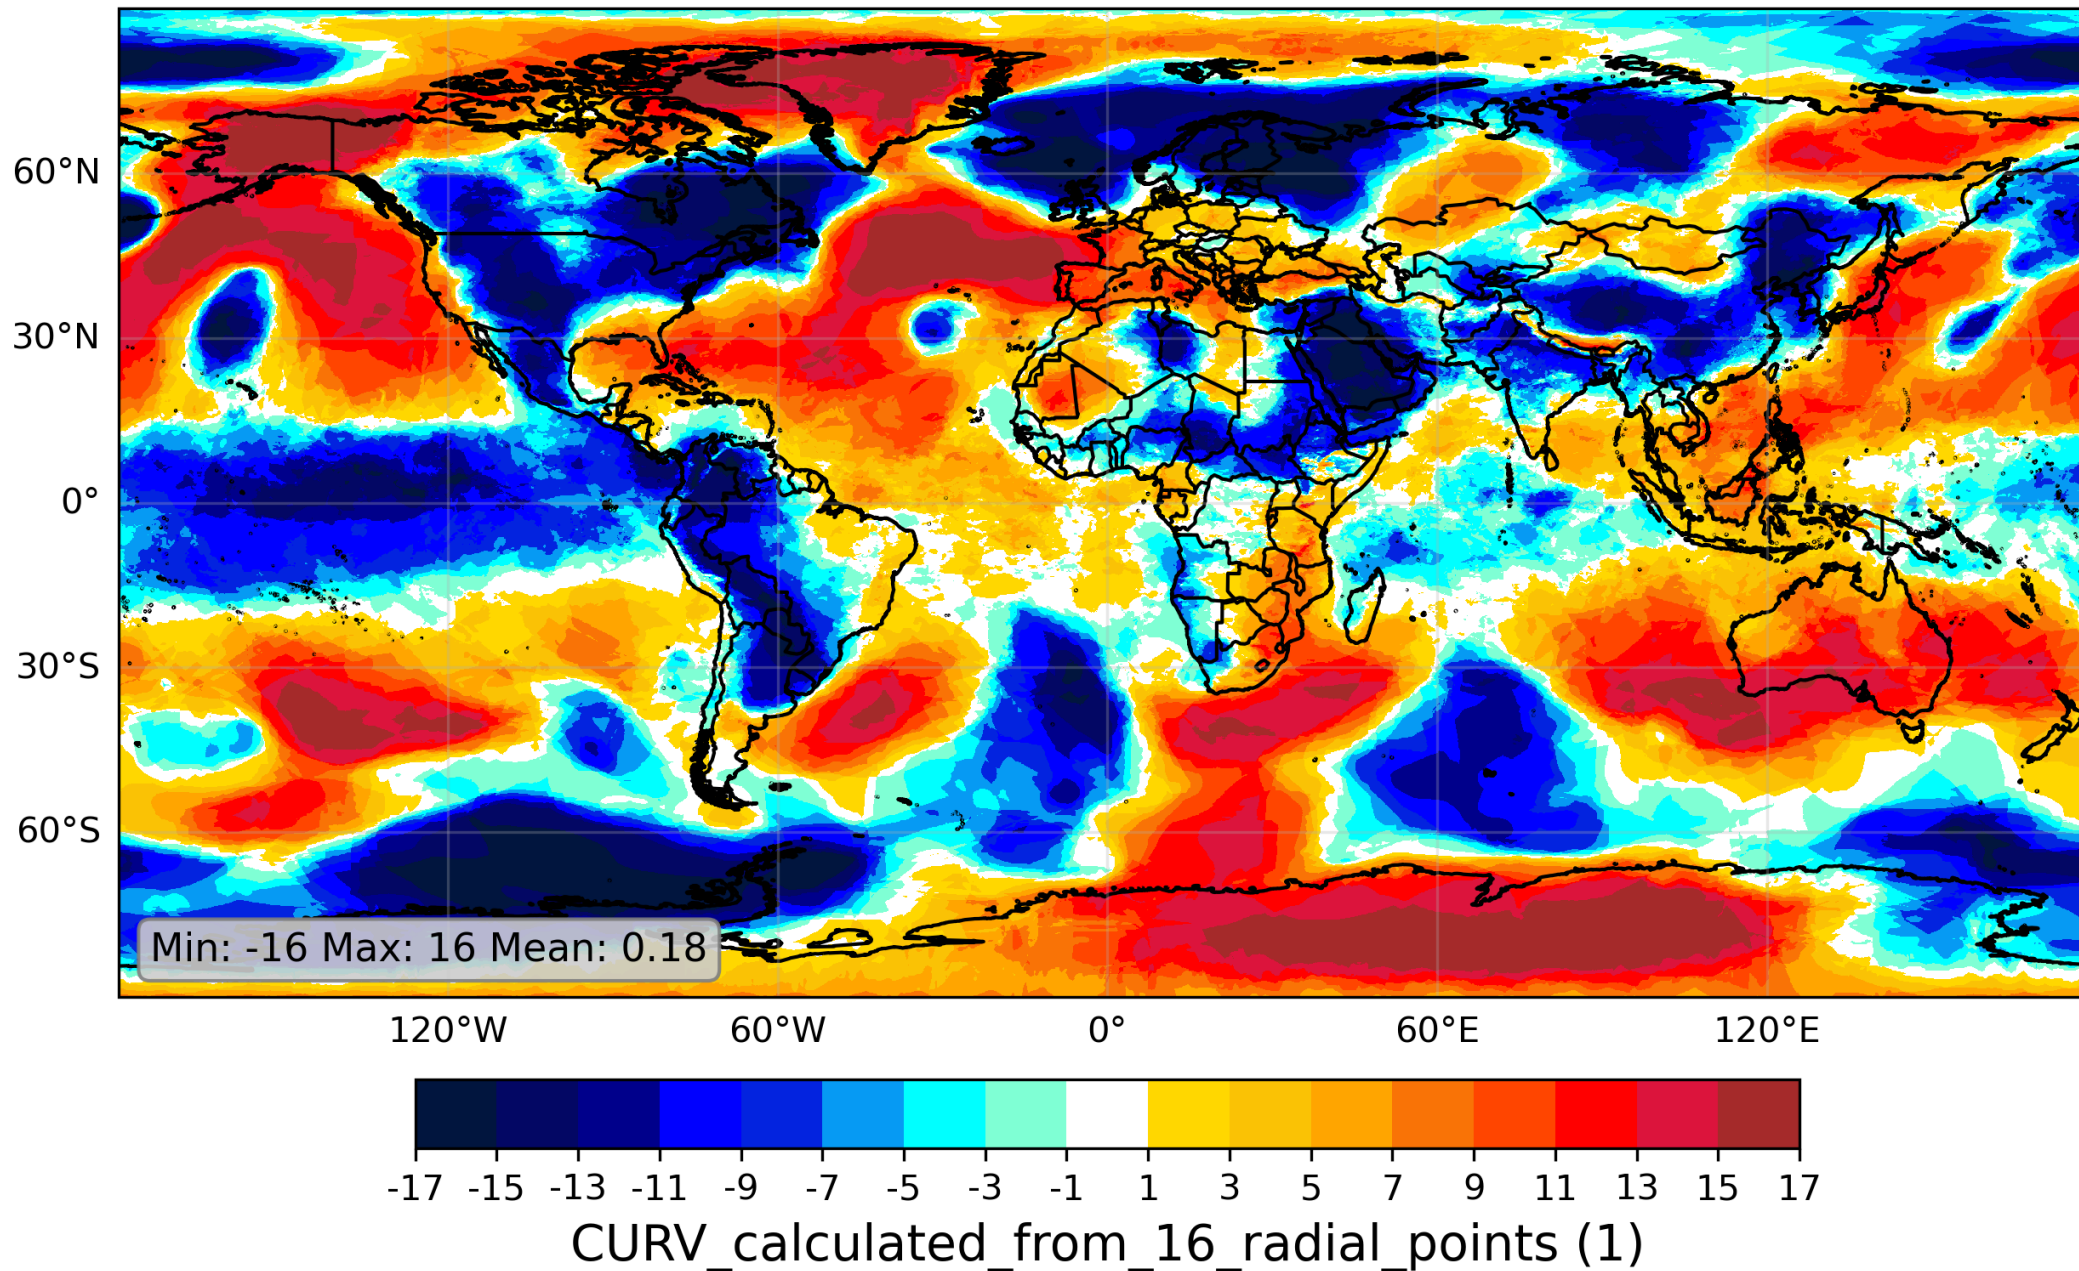 60°N
30°N
0°
30°S
60°S
Min: -16 Max: 16 Mean: 0.18
120°W 60°W 0° 60°E 120°E
-17 -15 -13 -11 -9 -7 -5 -3 -1 1 3 5 7 9 11 13 15 17
CURV_calculated_from_16_radial_points (1)